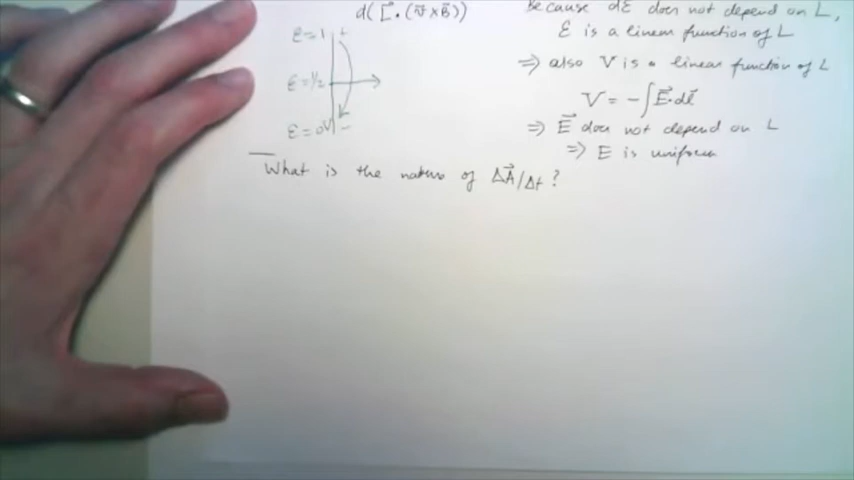 d(L⃗·(v⃗×B⃗))
ε=1 +
ε=1/2
ε=0V -
Because dε does not depend on L,
ε is a linear function of L
⇒ also V is a linear function of L
V = -∫E⃗·dl⃗
⇒ E⃗ does not depend on L
⇒ E is uniform
What is the nature of ΔA⃗/Δt?